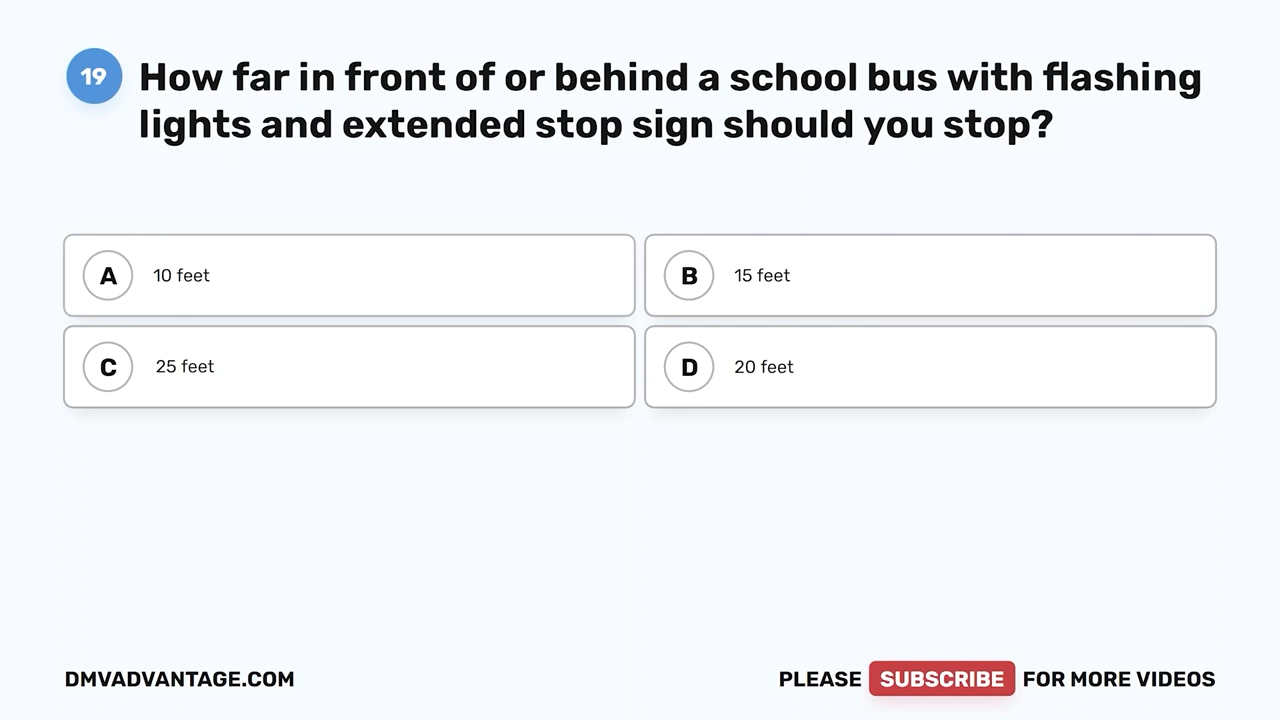 19
How far in front of or behind a school bus with flashing
lights and extended stop sign should you stop?
A 10 feet
B 15 feet
C 25 feet
D 20 feet
DMVADVANTAGE.COM
PLEASE SUBSCRIBE FOR MORE VIDEOS